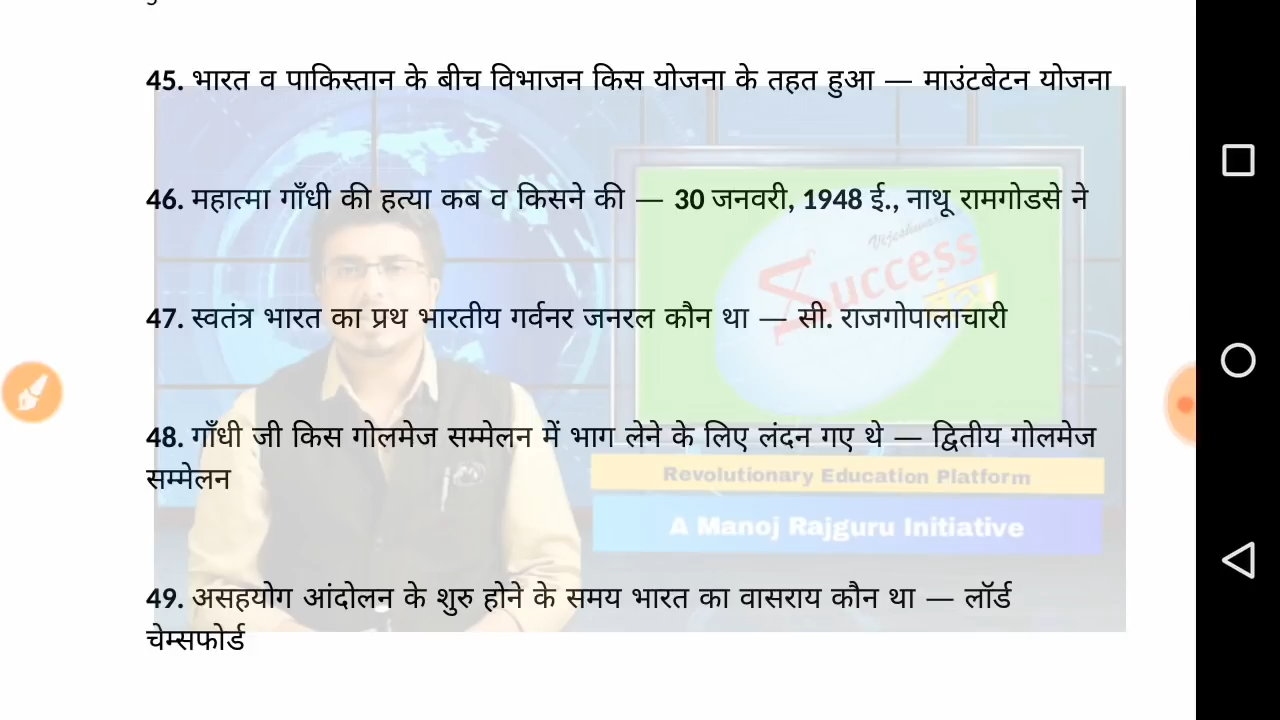 45. भारत व पाकिस्तान के बीच विभाजन किस योजना के तहत हुआ — माउंटबेटन योजना
46. महात्मा गाँधी की हत्या कब व किसने की — 30 जनवरी, 1948 ई., नाथू रामगोडसे ने
Vijeshwar
Success
47. स्वतंत्र भारत का प्रथ भारतीय गर्वनर जनरल कौन था — सी. राजगोपालाचारी
48. गाँधी जी किस गोलमेज सम्मेलन में भाग लेने के लिए लंदन गए थे — द्वितीय गोलमेज
सम्मेलन
Revolutionary Education Platform
A Manoj Rajguru Initiative
49. असहयोग आंदोलन के शुरु होने के समय भारत का वासराय कौन था — लॉर्ड
चेम्सफोर्ड